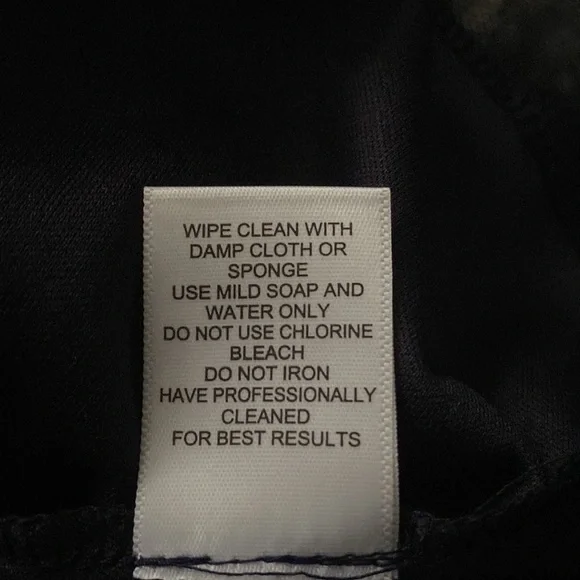 WIPE CLEAN WITH
DAMP CLOTH OR
SPONGE
USE MILD SOAP AND
WATER ONLY
DO NOT USE CHLORINE
BLEACH
DO NOT IRON
HAVE PROFESSIONALLY
CLEANED
FOR BEST RESULTS